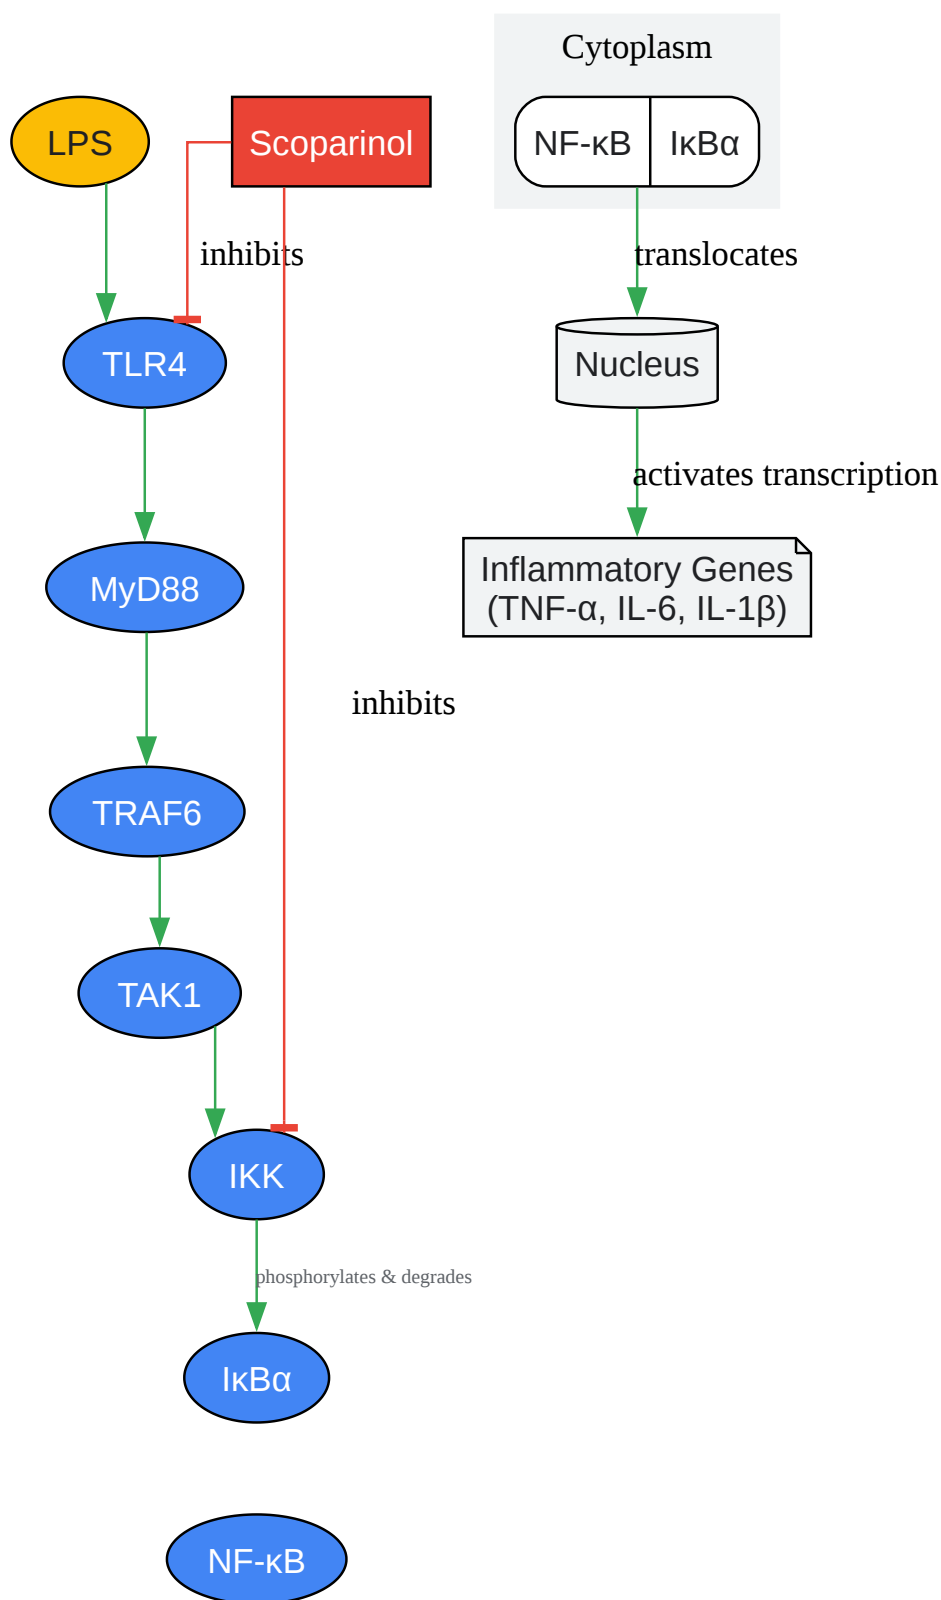 Cytoplasm
LPS
Scoparinol
NF-κB
IκBα
inhibits
translocates
TLR4
Nucleus
activates transcription
MyD88
Inflammatory Genes
(TNF-α, IL-6, IL-1β)
inhibits
TRAF6
TAK1
IKK
phosphorylates & degrades
IκBα
NF-κB